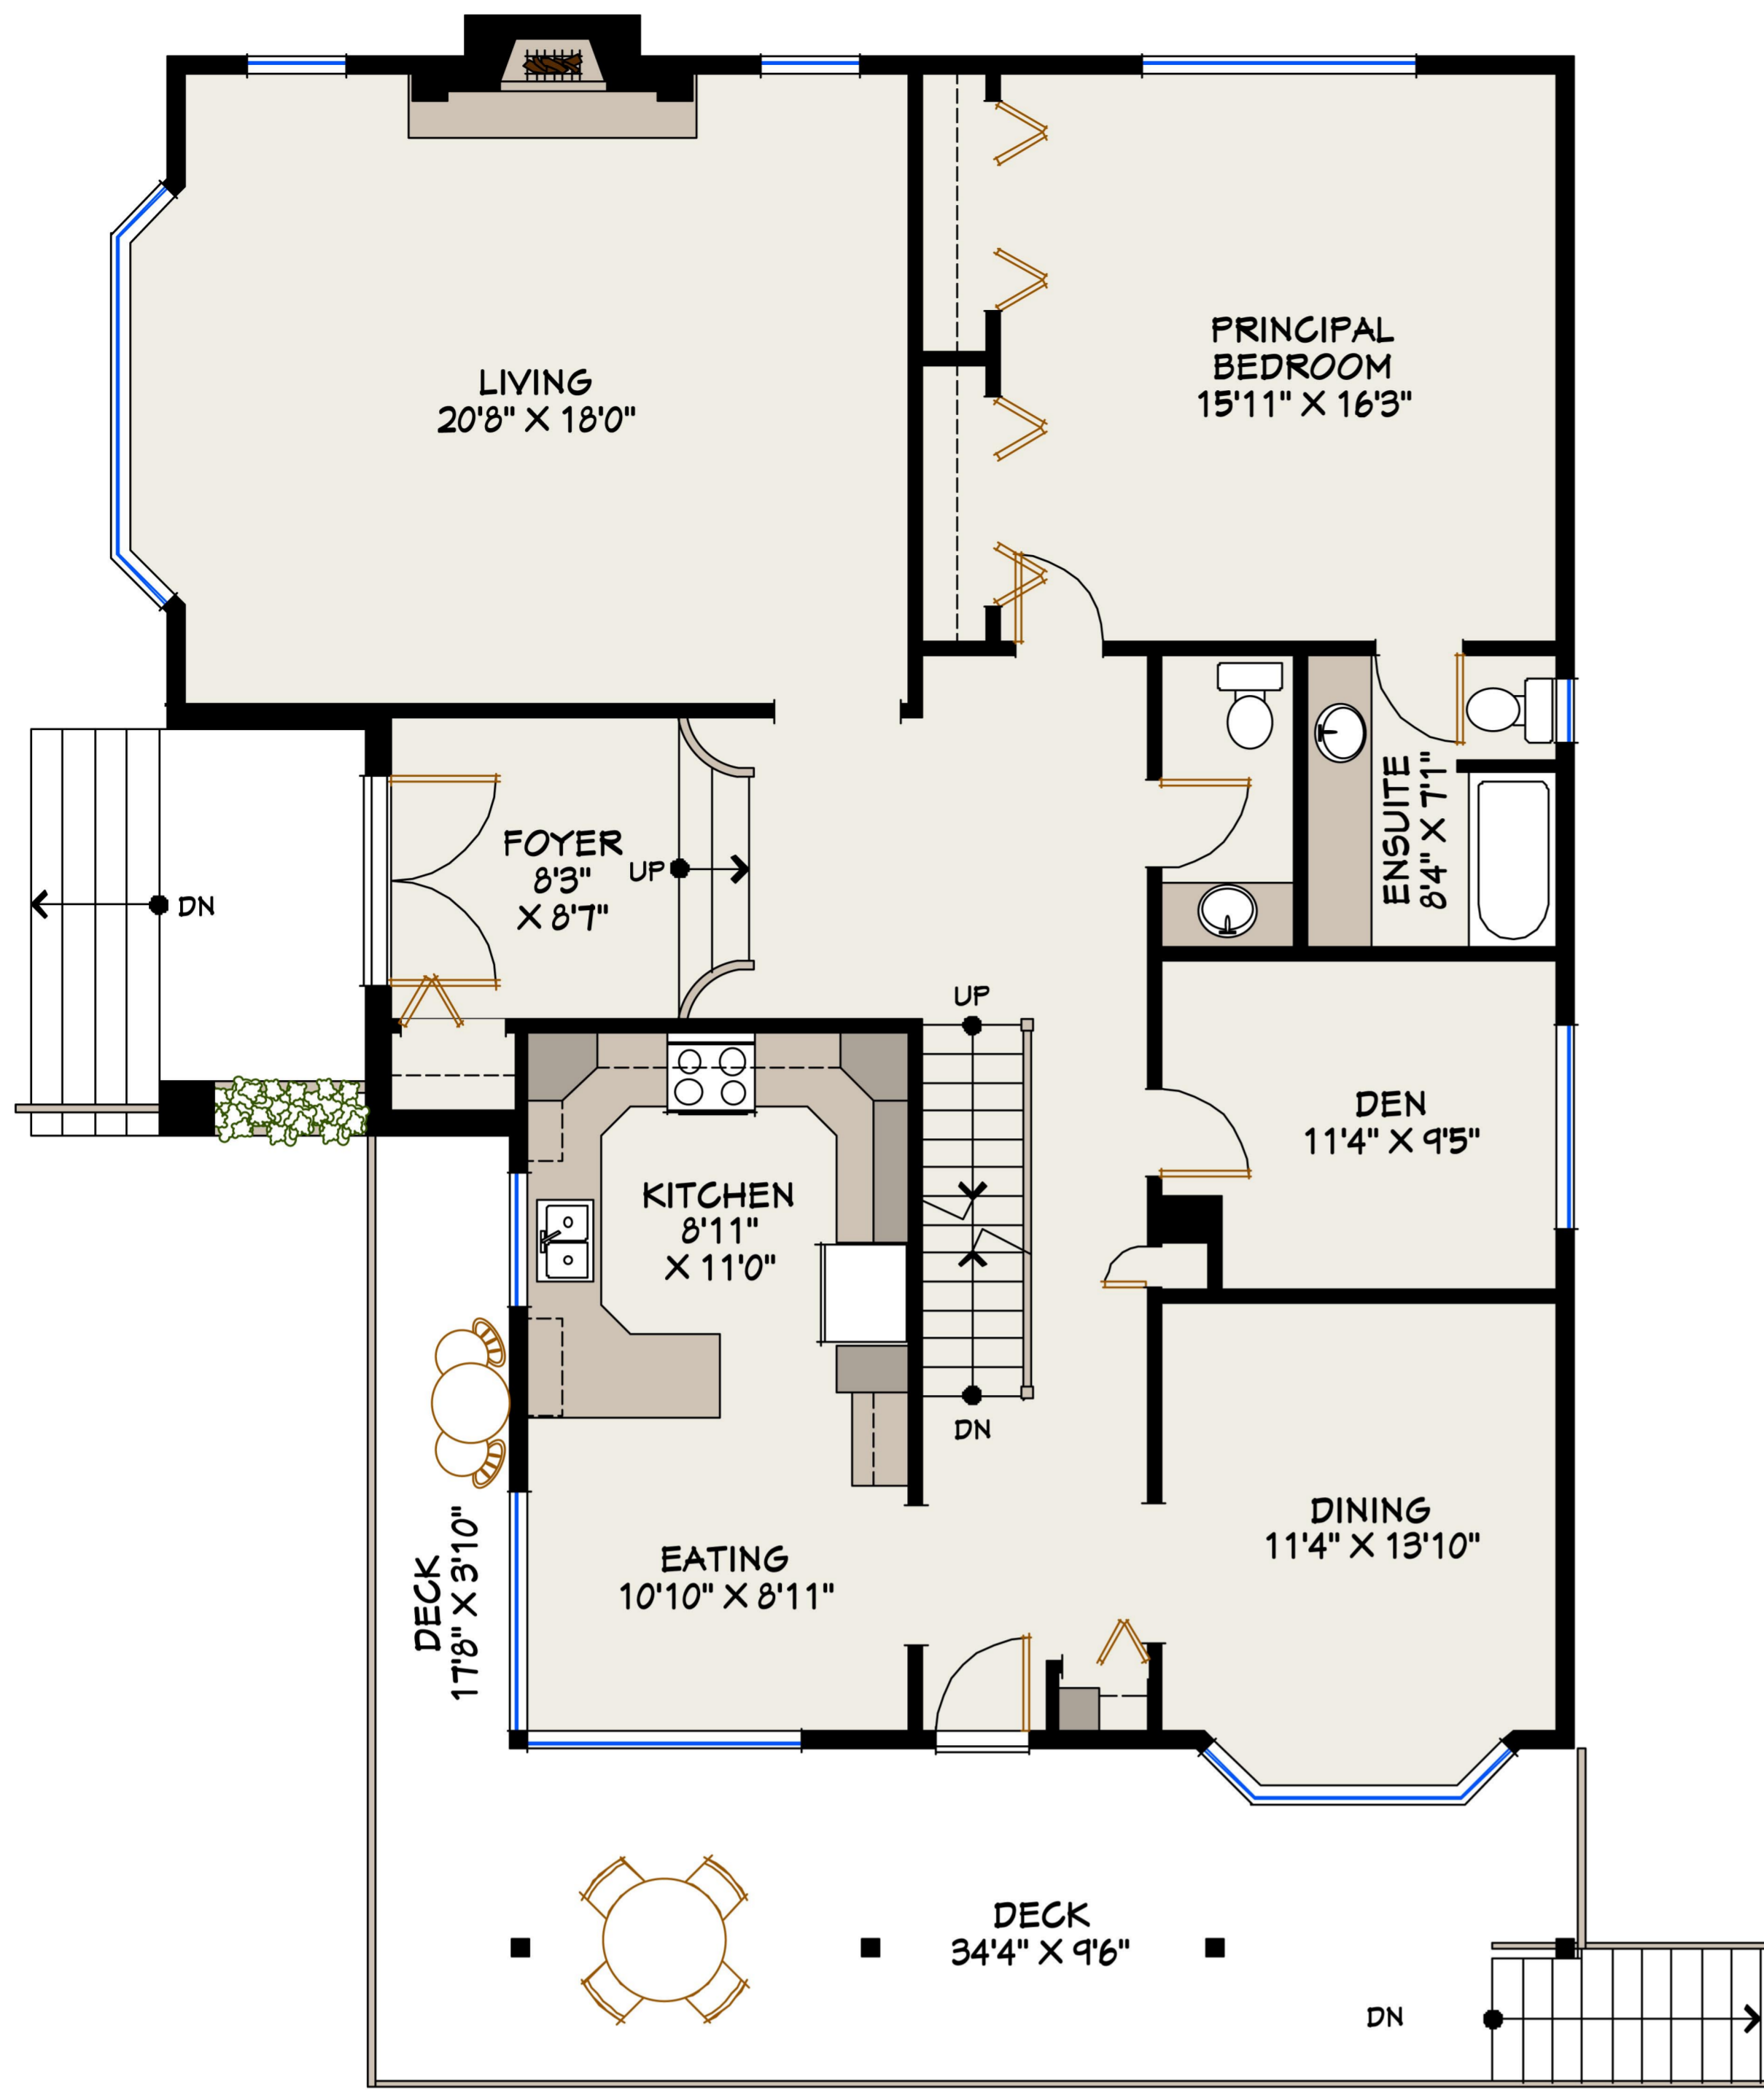 PRINCIPAL
BEDROOM
15'11" X 16'3"
LIVING
20'8" X 18'0"
FOYER
8'3"
X 8'7"
UP
DN
ENSUITE
8'4" X 7'1"
UP
DEN
11'4" X 9'5"
KITCHEN
8'11"
X 11'0"
DN
DINING
11'4" X 13'10"
EATING
10'10" X 8'11"
DECK
17'8" X 3'10"
DECK
34'4" X 9'6"
DN